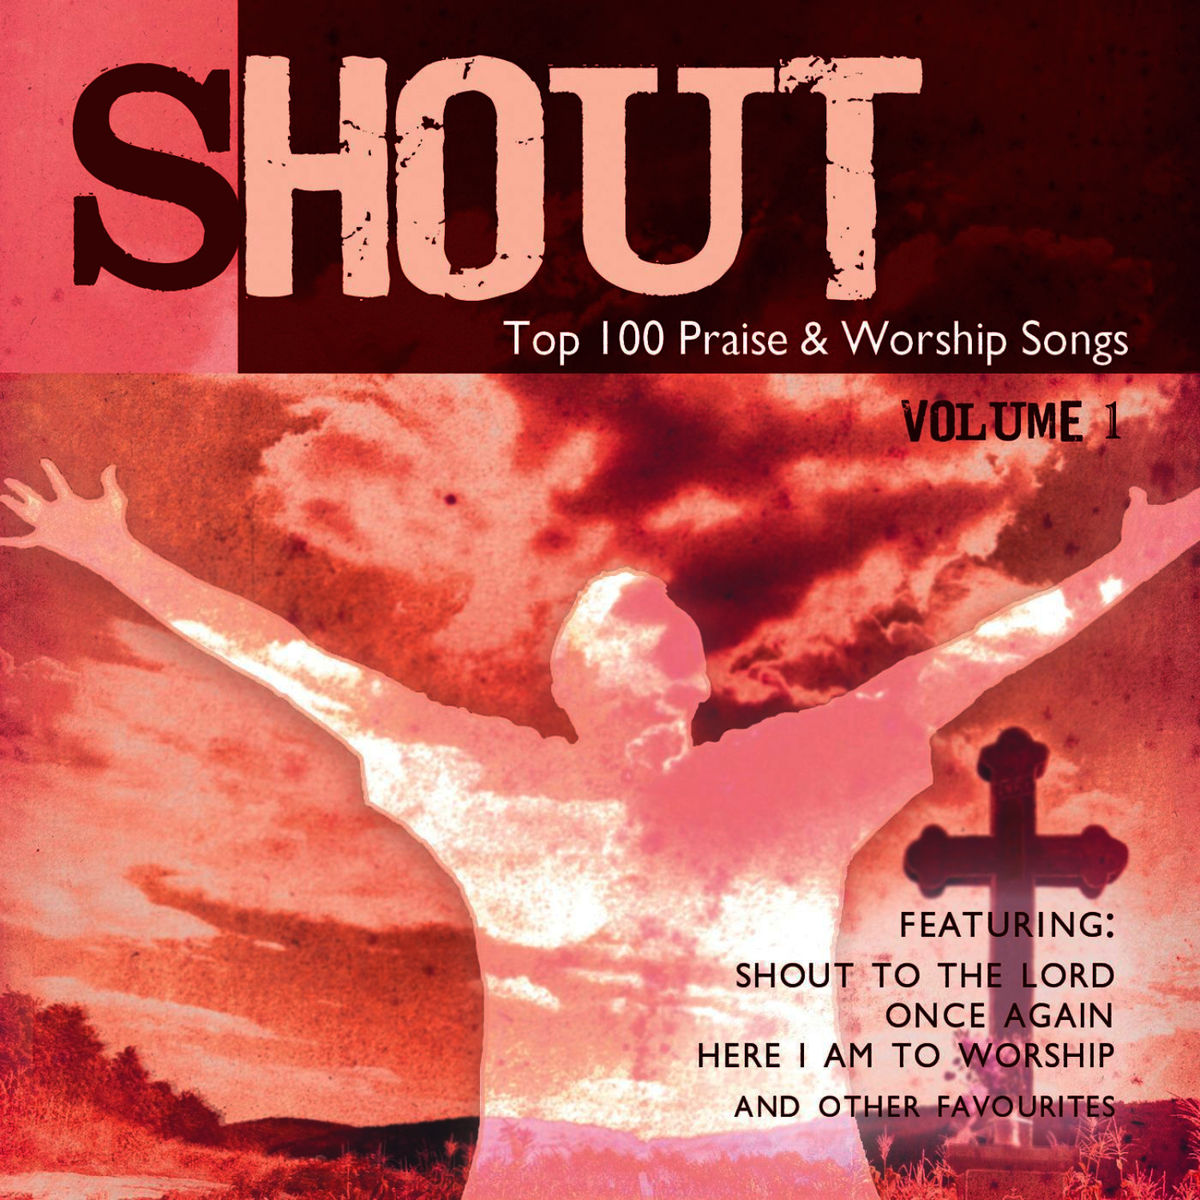 SHOUT
Top 100 Praise & Worship Songs
VOLUME 1
FEATURING:
SHOUT TO THE LORD
ONCE AGAIN
HERE I AM TO WORSHIP
AND OTHER FAVOURITES